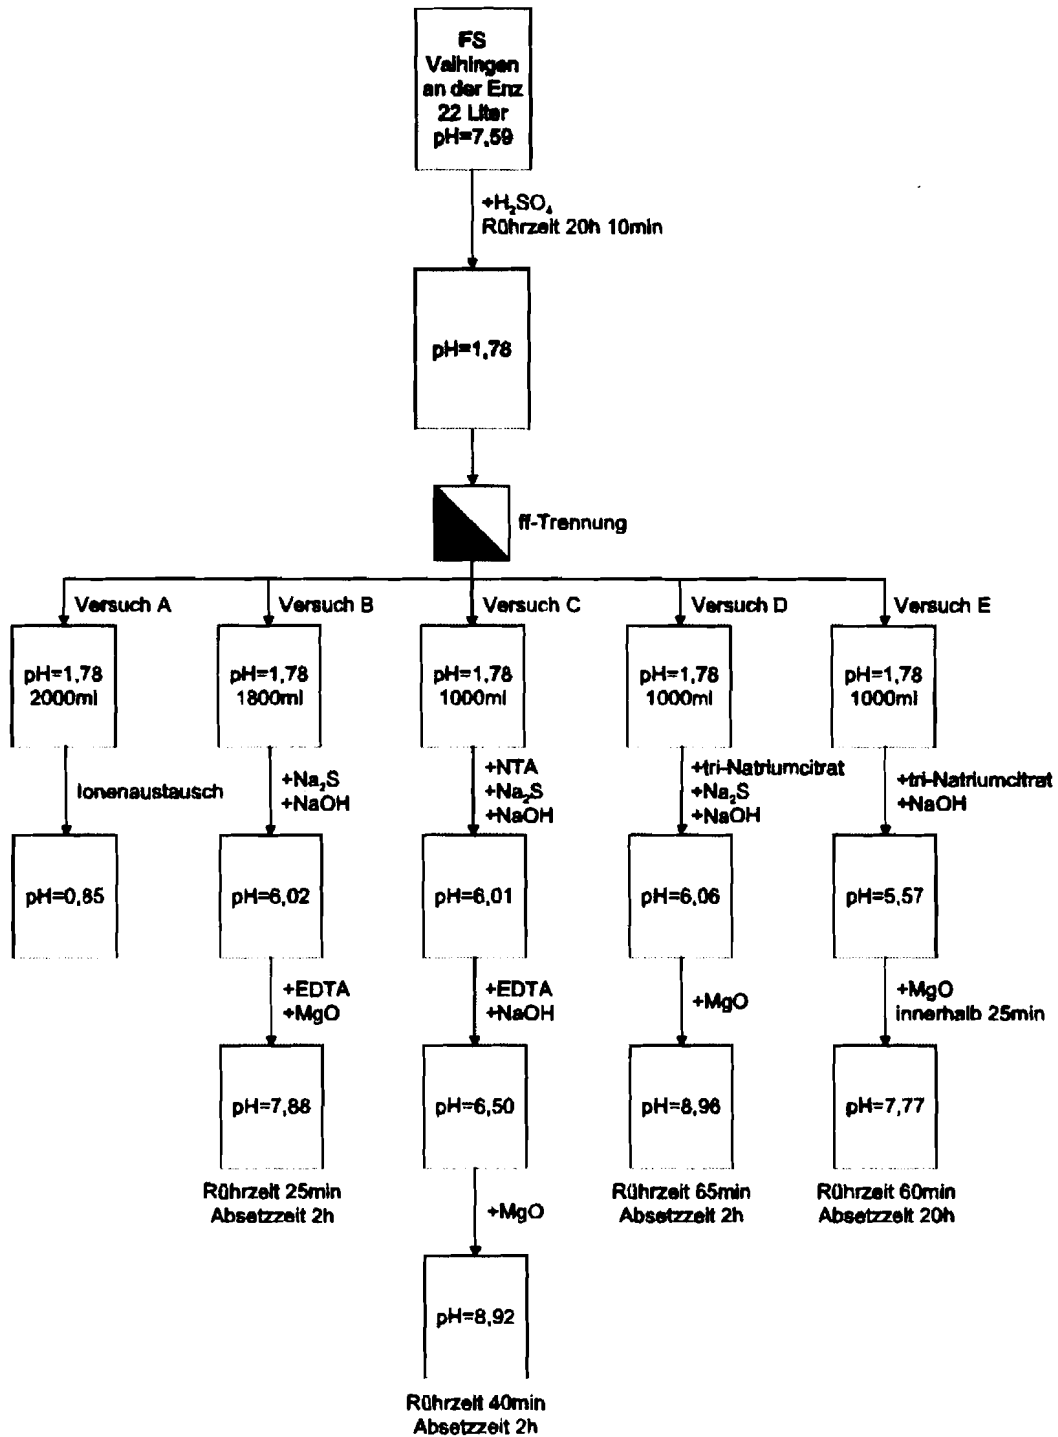 FS
Vaihingen
an der Enz
22 Liter
pH=7,59
+H₂SO₄
Rührzeit 20h 10min
pH=1,78
ff-Trennung
Versuch A
Versuch B
Versuch C
Versuch D
Versuch E
pH=1,78
2000ml
pH=1,78
1800ml
pH=1,78
1000ml
pH=1,78
1000ml
pH=1,78
1000ml
Ionenaustausch
+Na₂S
+NaOH
+NTA
+Na₂S
+NaOH
+tri-Natriumcitrat
+Na₂S
+NaOH
+tri-Natriumcitrat
+NaOH
pH=0,85
pH=6,02
pH=6,01
pH=6,06
pH=5,57
+EDTA
+MgO
+EDTA
+NaOH
+MgO
+MgO
innerhalb 25min
pH=7,88
pH=6,50
pH=8,96
pH=7,77
Rührzeit 25min
Absetzzeit 2h
Rührzeit 65min
Absetzzeit 2h
Rührzeit 60min
Absetzzeit 20h
+MgO
pH=8,92
Rührzeit 40min
Absetzzeit 2h